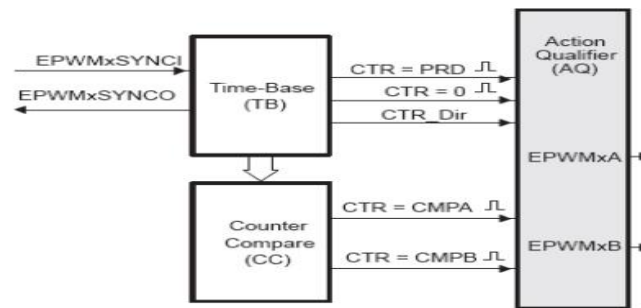 EPWMxSYNCI
EPWMxSYNCO
Time-Base
(TB)
CTR = PRD
CTR = 0
CTR_Dir
Action
Qualifier
(AQ)
EPWMxA
EPWMxB
Counter
Compare
(CC)
CTR = CMPA
CTR = CMPB